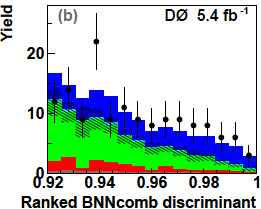 Yield
(b) DØ 5.4 fb⁻¹
20
10
0
0.92 0.94 0.96 0.98 1
Ranked BNNcomb discriminant